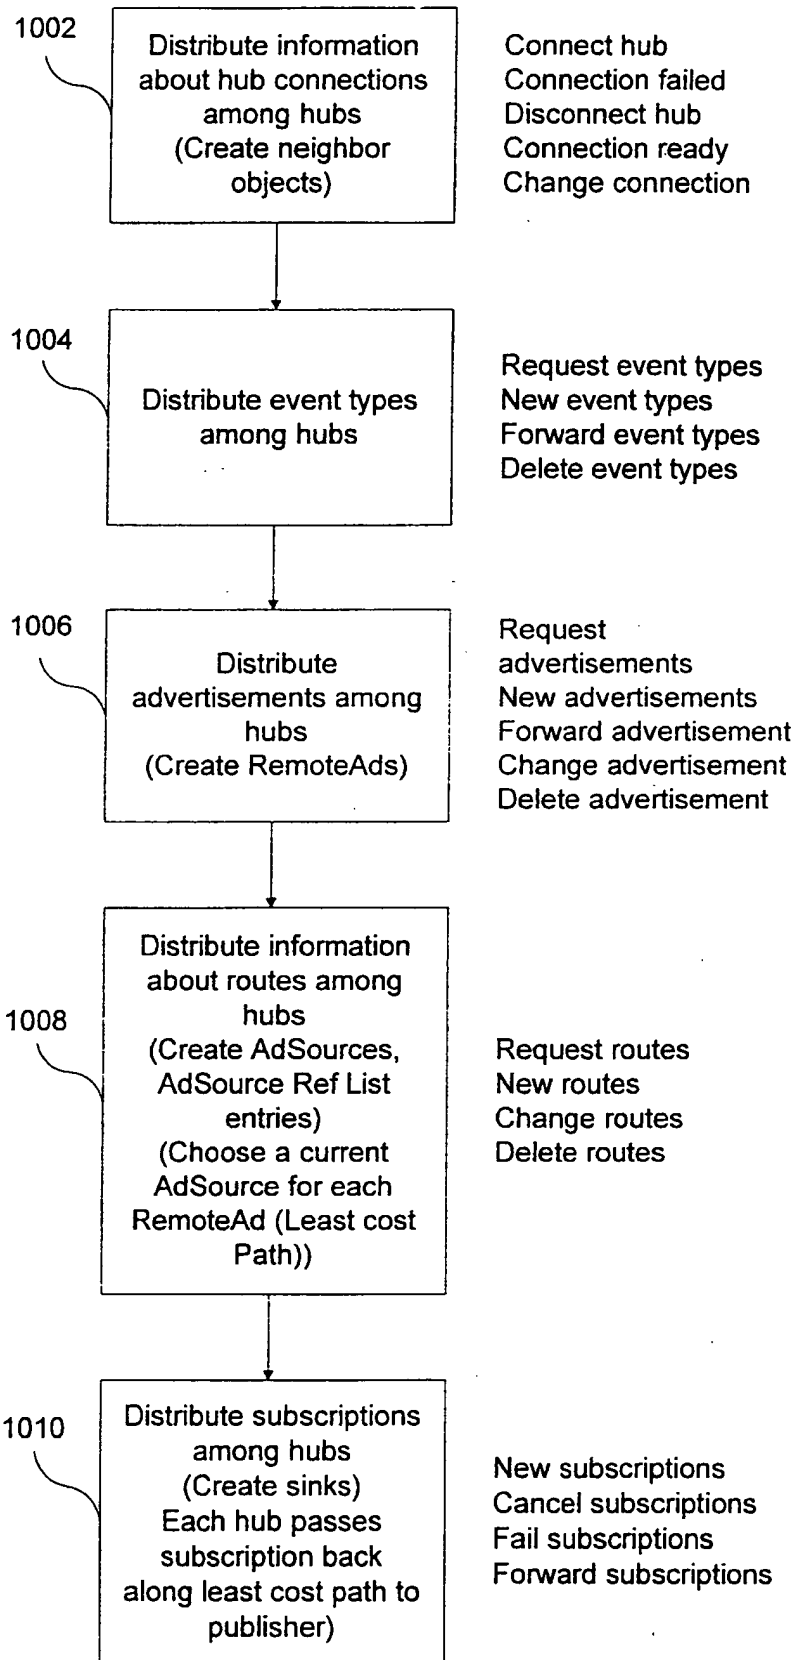 1002
Distribute information
about hub connections
among hubs
(Create neighbor
objects)
Connect hub
Connection failed
Disconnect hub
Connection ready
Change connection
1004
Distribute event types
among hubs
Request event types
New event types
Forward event types
Delete event types
1006
Distribute
advertisements among
hubs
(Create RemoteAds)
Request
advertisements
New advertisements
Forward advertisement
Change advertisement
Delete advertisement
1008
Distribute information
about routes among
hubs
(Create AdSources,
AdSource Ref List
entries)
(Choose a current
AdSource for each
RemoteAd (Least cost
Path))
Request routes
New routes
Change routes
Delete routes
1010
Distribute subscriptions
among hubs
(Create sinks)
Each hub passes
subscription back
along least cost path to
publisher)
New subscriptions
Cancel subscriptions
Fail subscriptions
Forward subscriptions